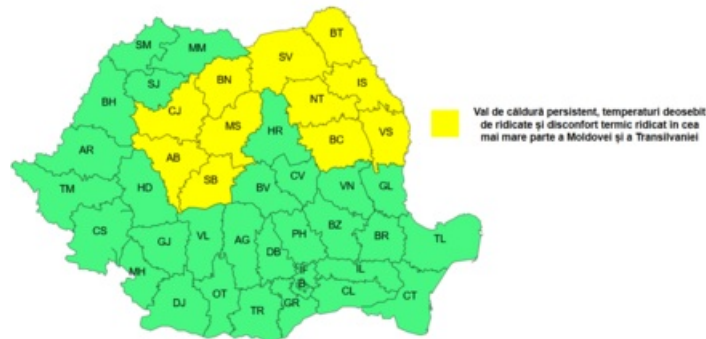 BT
SM
MM
SV
SJ
BN
IS
BH
CJ
NT
MS
HR
BC
VS
AR
AB
SB
TM
HD
BV
CV
VN
GL
CS
GJ
VL
AG
PH
BZ
BR
TL
DB
MH
IF
IL
B
DJ
OT
TR
GR
CL
CT
Val de căldură persistent, temperaturi deosebit
de ridicate și disconfort termic ridicat în cea
mai mare parte a Moldovei și a Transilvaniei